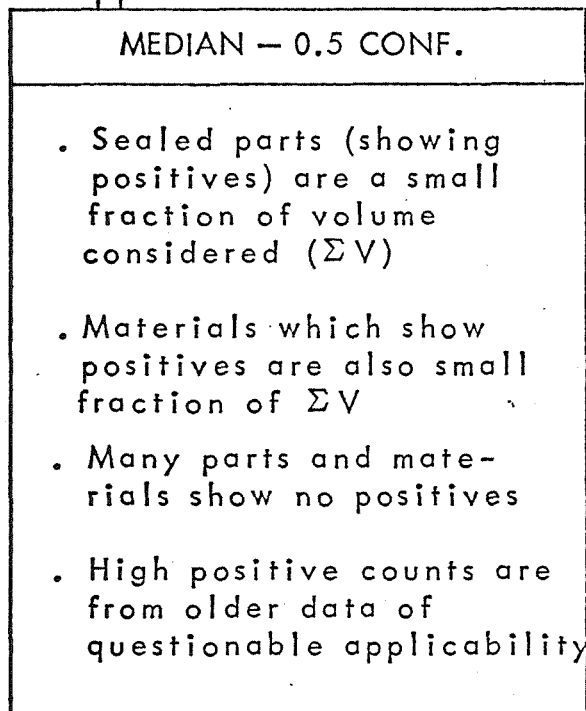 MEDIAN — 0.5 CONF.
. Sealed parts (showing
positives) are a small
fraction of volume
considered (ΣV)
. Materials which show
positives are also small
fraction of ΣV
. Many parts and mate-
rials show no positives
. High positive counts are
from older data of
questionable applicability